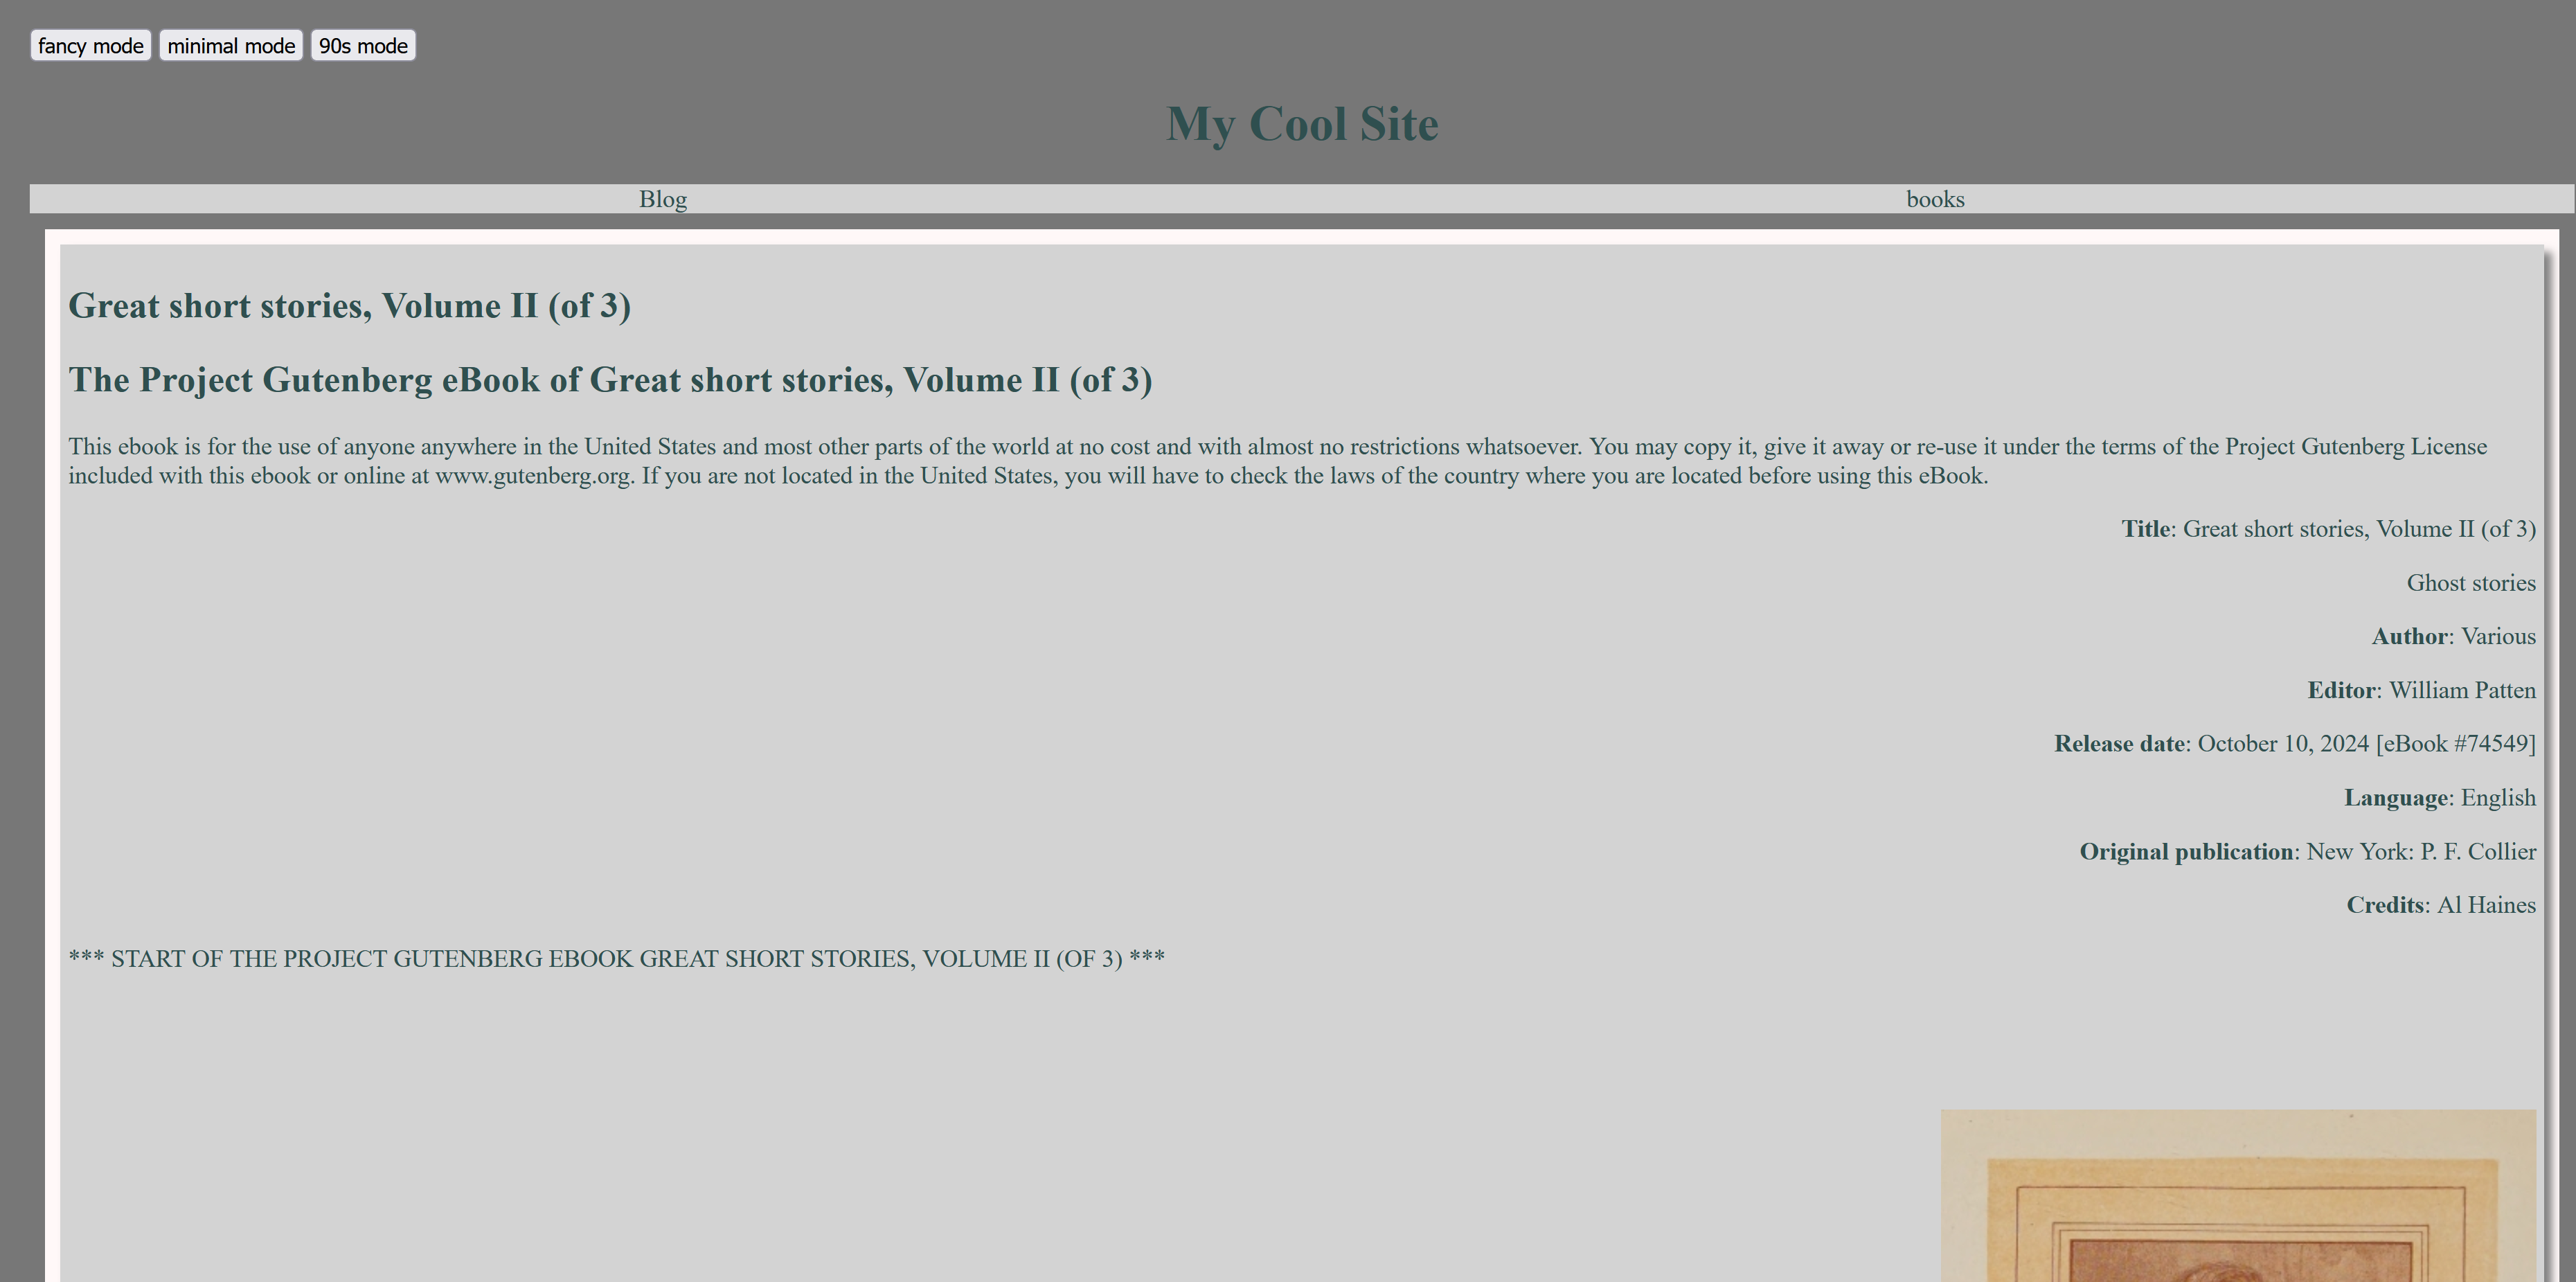 fancy mode minimal mode 90s mode
My Cool Site
Blog books
Great short stories, Volume II (of 3)
The Project Gutenberg eBook of Great short stories, Volume II (of 3)
This ebook is for the use of anyone anywhere in the United States and most other parts of the world at no cost and with almost no restrictions whatsoever. You may copy it, give it away or re-use it under the terms of the Project Gutenberg License
included with this ebook or online at www.gutenberg.org. If you are not located in the United States, you will have to check the laws of the country where you are located before using this eBook.
Title: Great short stories, Volume II (of 3)
Ghost stories
Author: Various
Editor: William Patten
Release date: October 10, 2024 [eBook #74549]
Language: English
Original publication: New York: P. F. Collier
Credits: Al Haines
*** START OF THE PROJECT GUTENBERG EBOOK GREAT SHORT STORIES, VOLUME II (OF 3) ***